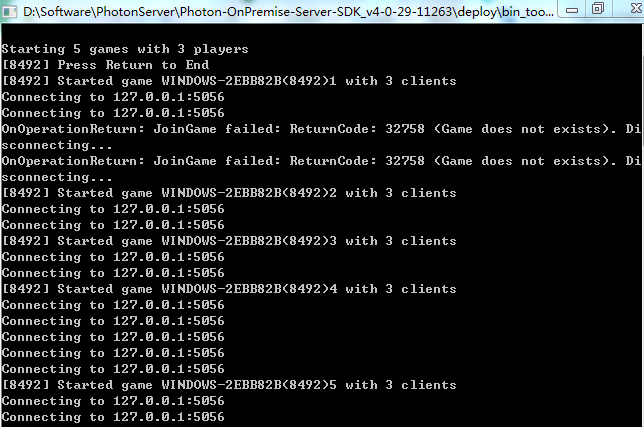 D:\Software\PhotonServer\Photon-OnPremise-Server-SDK_v4-0-29-11263\deploy\bin_too...
Starting 5 games with 3 players
[8492] Press Return to End
[8492] Started game WINDOWS-2EBB82B(8492)1 with 3 clients
Connecting to 127.0.0.1:5056
Connecting to 127.0.0.1:5056
OnOperationReturn: JoinGame failed: ReturnCode: 32758 (Game does not exists). Di
sconnecting...
OnOperationReturn: JoinGame failed: ReturnCode: 32758 (Game does not exists). Di
sconnecting...
[8492] Started game WINDOWS-2EBB82B(8492)2 with 3 clients
Connecting to 127.0.0.1:5056
Connecting to 127.0.0.1:5056
[8492] Started game WINDOWS-2EBB82B(8492)3 with 3 clients
Connecting to 127.0.0.1:5056
Connecting to 127.0.0.1:5056
[8492] Started game WINDOWS-2EBB82B(8492)4 with 3 clients
Connecting to 127.0.0.1:5056
Connecting to 127.0.0.1:5056
Connecting to 127.0.0.1:5056
Connecting to 127.0.0.1:5056
Connecting to 127.0.0.1:5056
[8492] Started game WINDOWS-2EBB82B(8492)5 with 3 clients
Connecting to 127.0.0.1:5056
Connecting to 127.0.0.1:5056